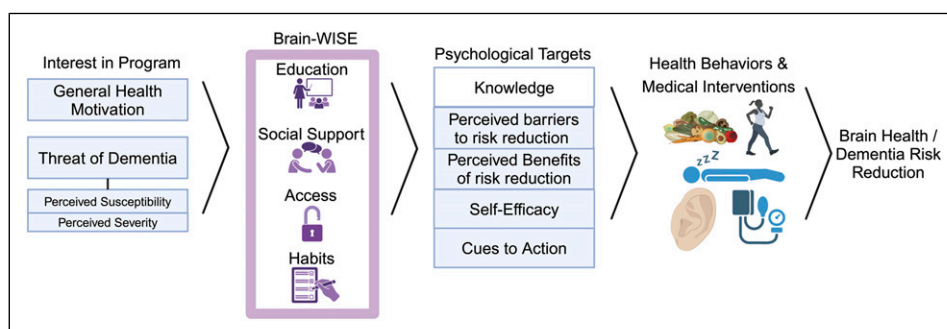 Interest in Program
General Health
Motivation
Threat of Dementia
Perceived Susceptibility
Perceived Severity
Brain-WISE
Education
Social Support
Access
Habits
Psychological Targets
Knowledge
Perceived barriers
to risk reduction
Perceived Benefits
of risk reduction
Self-Efficacy
Cues to Action
Health Behaviors &
Medical Interventions
zzz
Brain Health /
Dementia Risk
Reduction